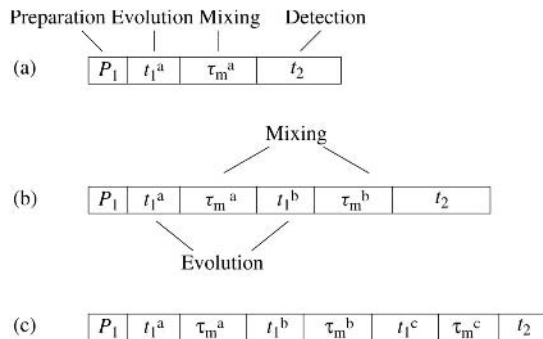 Preparation Evolution Mixing Detection
(a) P₁ t₁ᵃ τₘᵃ t₂
Mixing
(b) P₁ t₁ᵃ τₘᵃ t₁ᵇ τₘᵇ t₂
Evolution
(c) P₁ t₁ᵃ τₘᵃ t₁ᵇ τₘᵇ t₁ᶜ τₘᶜ t₂